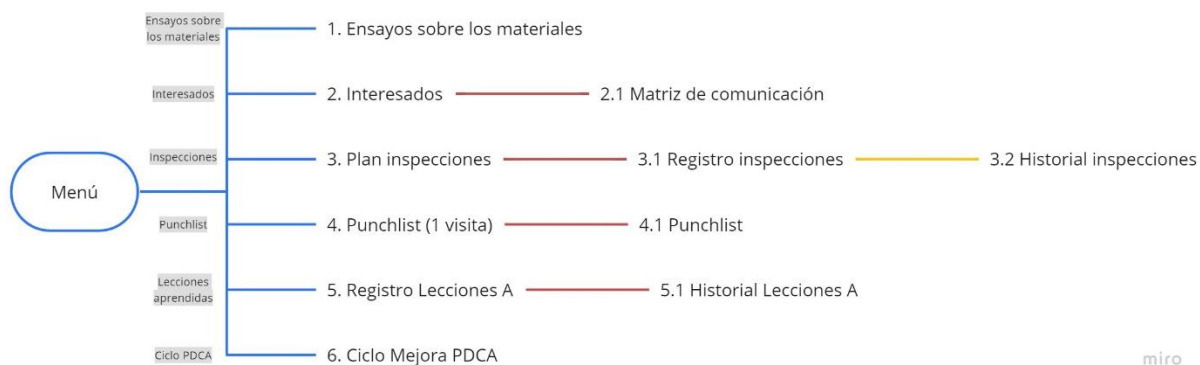 Ensayos sobre
los materiales
1. Ensayos sobre los materiales
Interesados
2. Interesados
2.1 Matriz de comunicación
Inspecciones
3. Plan inspecciones
3.1 Registro inspecciones
3.2 Historial inspecciones
Menú
Punchlist
4. Punchlist (1 visita)
4.1 Punchlist
Lecciones
aprendidas
5. Registro Lecciones A
5.1 Historial Lecciones A
Ciclo PDCA
6. Ciclo Mejora PDCA
miro